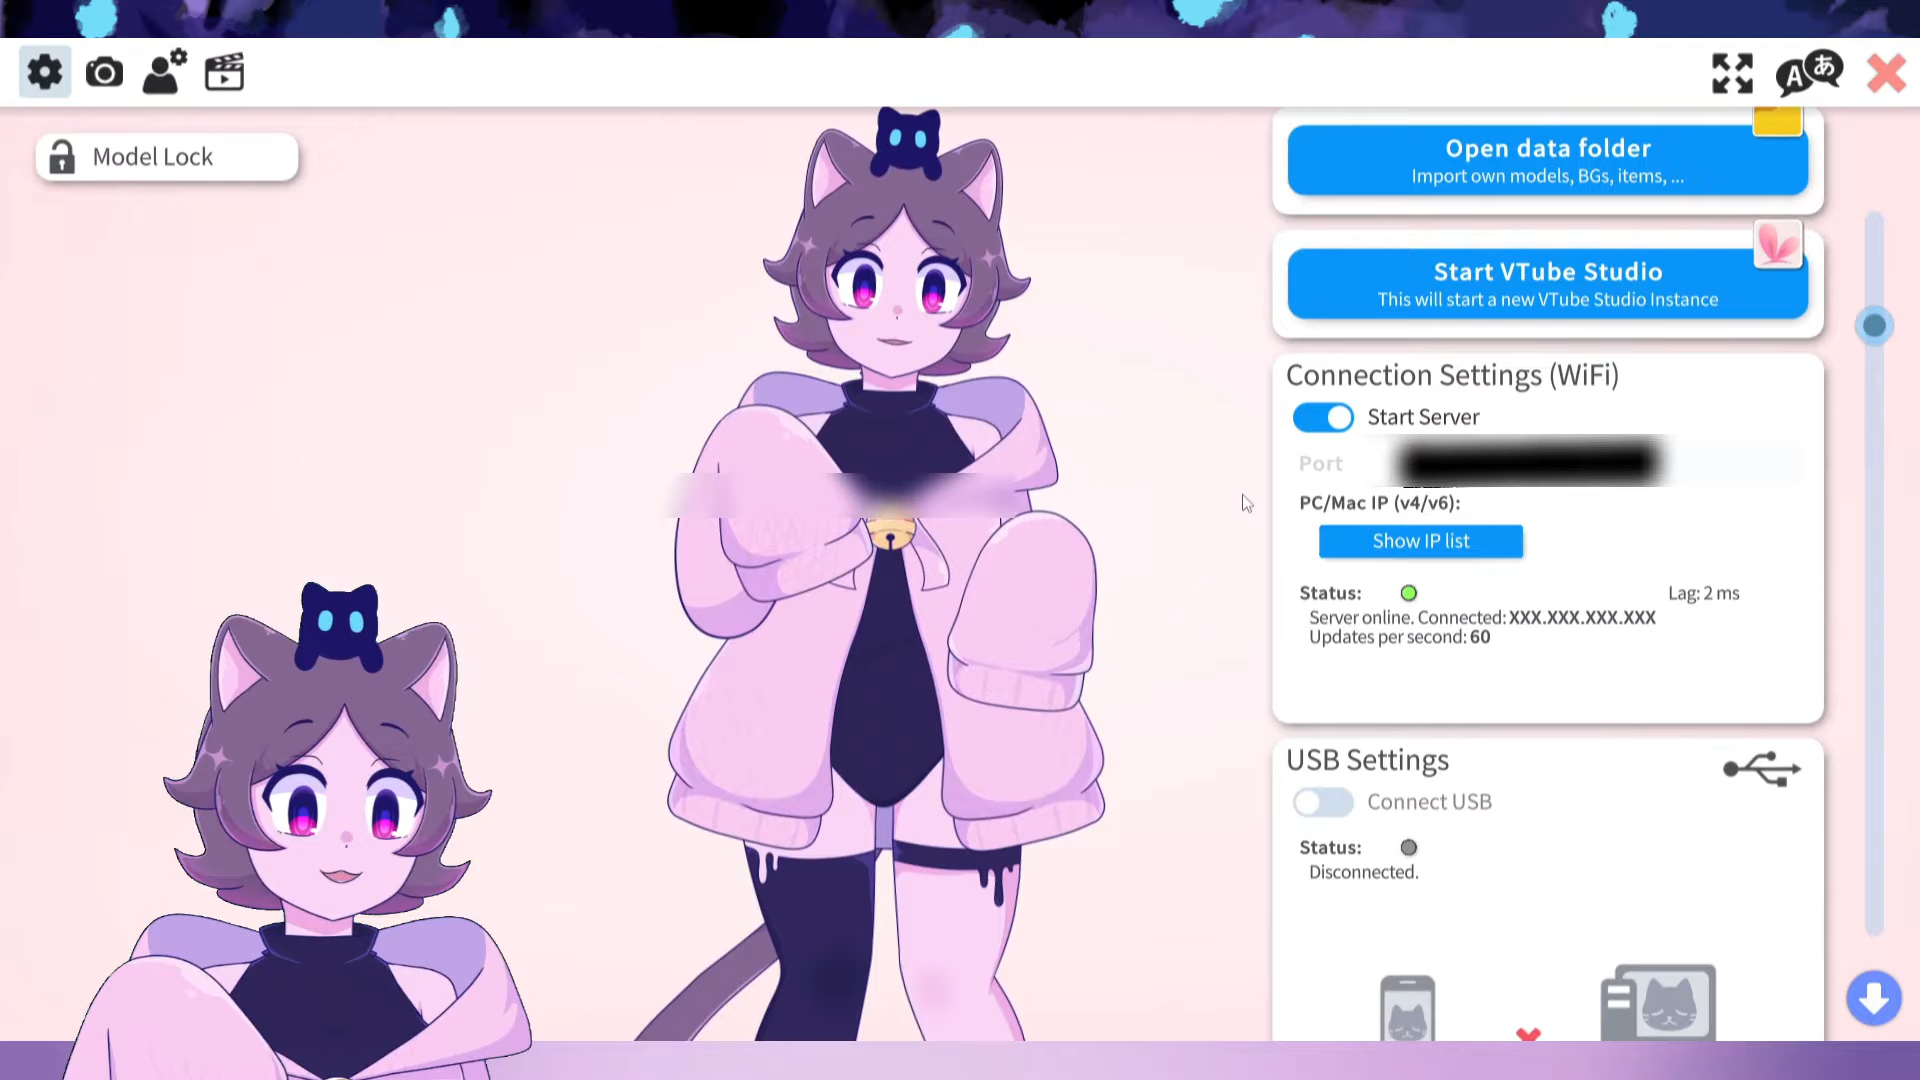 A あ
Model Lock
Open data folder
Import own models, BGs, items, ...
Start VTube Studio
This will start a new VTube Studio Instance
Connection Settings (WiFi)
Start Server
Port
PC/Mac IP (v4/v6):
Show IP list
Status:
Lag: 2 ms
Server online. Connected: XXX.XXX.XXX.XXX
Updates per second: 60
USB Settings
Connect USB
Status:
Disconnected.